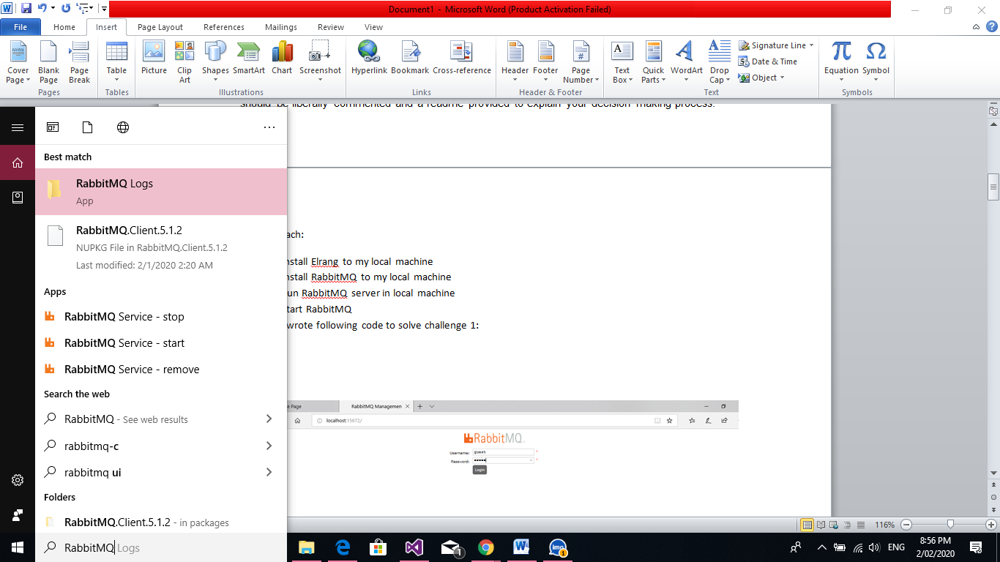 Document1 - Microsoft Word (Product Activation Failed)
File Home Insert Page Layout References Mailings Review View
Cover Page
Blank Page
Page Break
Table
Picture
Clip Art
Shapes
SmartArt
Chart
Screenshot
Hyperlink
Bookmark
Cross-reference
Header
Footer
Page Number
Text Box
Quick Parts
WordArt
Drop Cap
Signature Line
Date & Time
Object
Equation
Symbol
Pages Tables Illustrations Links Header & Footer Text Symbols
should be liberally commented and a readme provided to explain your decision making process.
Best match
RabbitMQ Logs
App
RabbitMQ.Client.5.1.2
NUPKG File in RabbitMQ.Client.5.1.2
Last modified: 2/1/2020 2:20 AM
Apps
RabbitMQ Service - stop
RabbitMQ Service - start
RabbitMQ Service - remove
Search the web
RabbitMQ - See web results
rabbitmq-c
rabbitmq ui
Folders
RabbitMQ.Client.5.1.2 - in packages
RabbitMQ Logs
ach:
nstall Elrang to my local machine
nstall RabbitMQ to my local machine
un RabbitMQ server in local machine
tart RabbitMQ
wrote following code to solve challenge 1:
e Page RabbitMQ Managemen
localhost:15672/
RabbitMQ
Username: guest *
Password: *
Login
116%
1
img 1
ENG
8:56 PM
2/02/2020